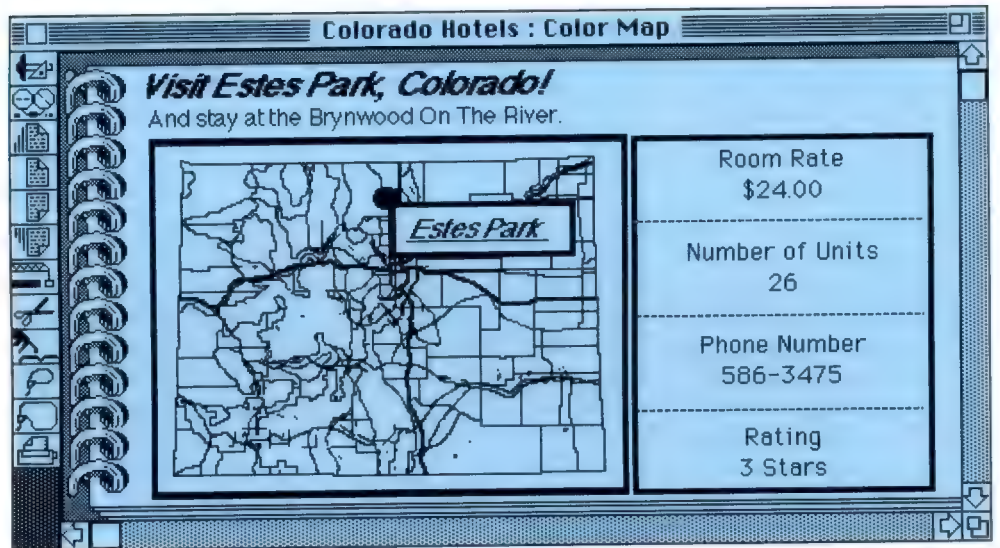 Colorado Hotels : Color Map
Visit Estes Park, Colorado!
And stay at the Brynwood On The River.
Estes Park
Room Rate
$24.00
Number of Units
26
Phone Number
586-3475
Rating
3 Stars